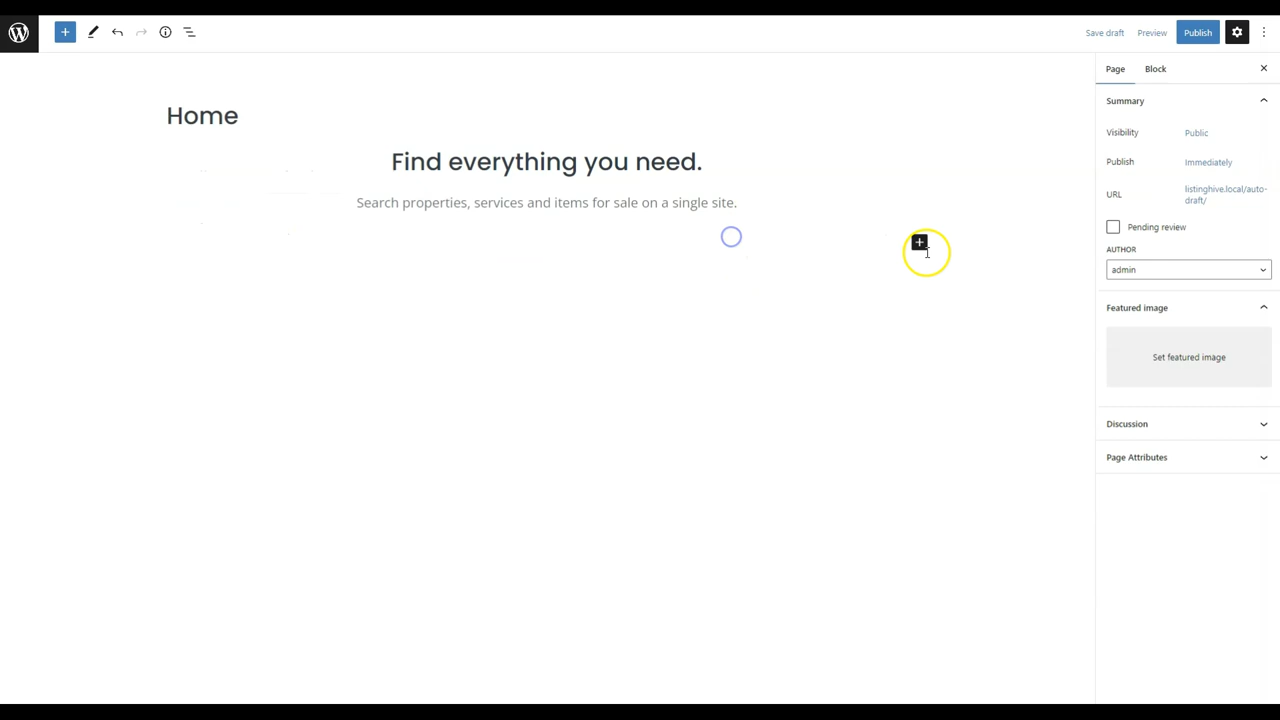 Save draft
Preview
Publish
Page
Block
Home
Summary
Find everything you need.
Visibility
Public
Publish
Immediately
Search properties, services and items for sale on a single site.
URL
listinghive.local/auto-
draft/
Pending review
AUTHOR
admin
Featured image
Set featured image
Discussion
Page Attributes